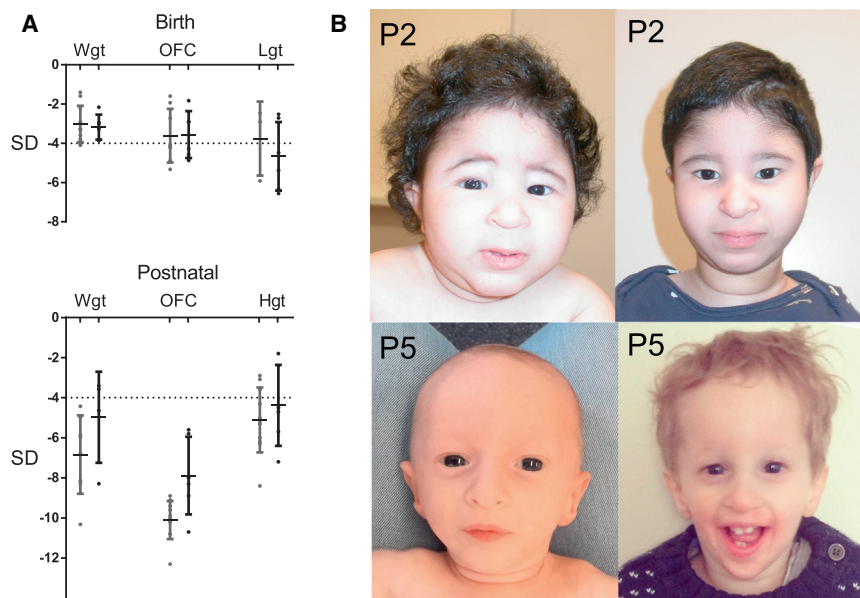 A
Birth
Wgt OFC Lgt
0
-2
SD -4
-6
-8
Postnatal
Wgt OFC Hgt
0
-2
-4
-6
SD
-8
-10
-12
B
P2 P2
P5 P5